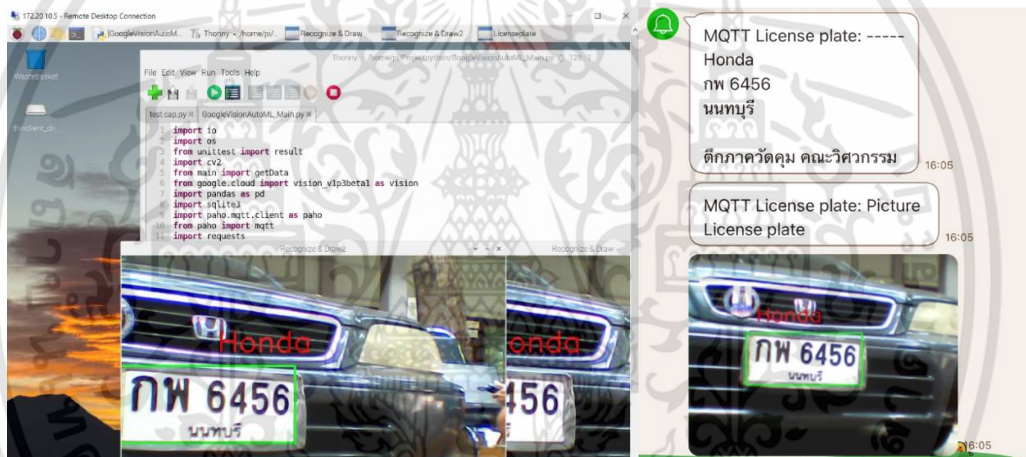 172.20.10.5 - Remote Desktop Connection
|GoogleVisionAutoM... Thonny - /home/pi/... Recognize & Draw Recognize & Draw2 Licenseplate
Wastebasket
File Edit View Run Tools Help
test cap.py × GoogleVisionAutoML_Main.py ×
1 import io
2 import os
3 from unittest import result
4 import cv2
5 from main import getData
6 from google.cloud import vision_v1p3beta1 as vision
7 import pandas as pd
8 import sqlite3
9 import paho.mqtt.client as paho
10 from paho import mqtt
11 import requests
Recognize & Draw2
Recognize & Draw
Honda
กพ 6456
นนทบุรี
onda
456
MQTT License plate: -----
Honda
กพ 6456
นนทบุรี
ตึกภาควัดคุม คณะวิศวกรรม
16:05
MQTT License plate: Picture
License plate
16:05
Honda
กพ 6456
นนทบุรี
16:05